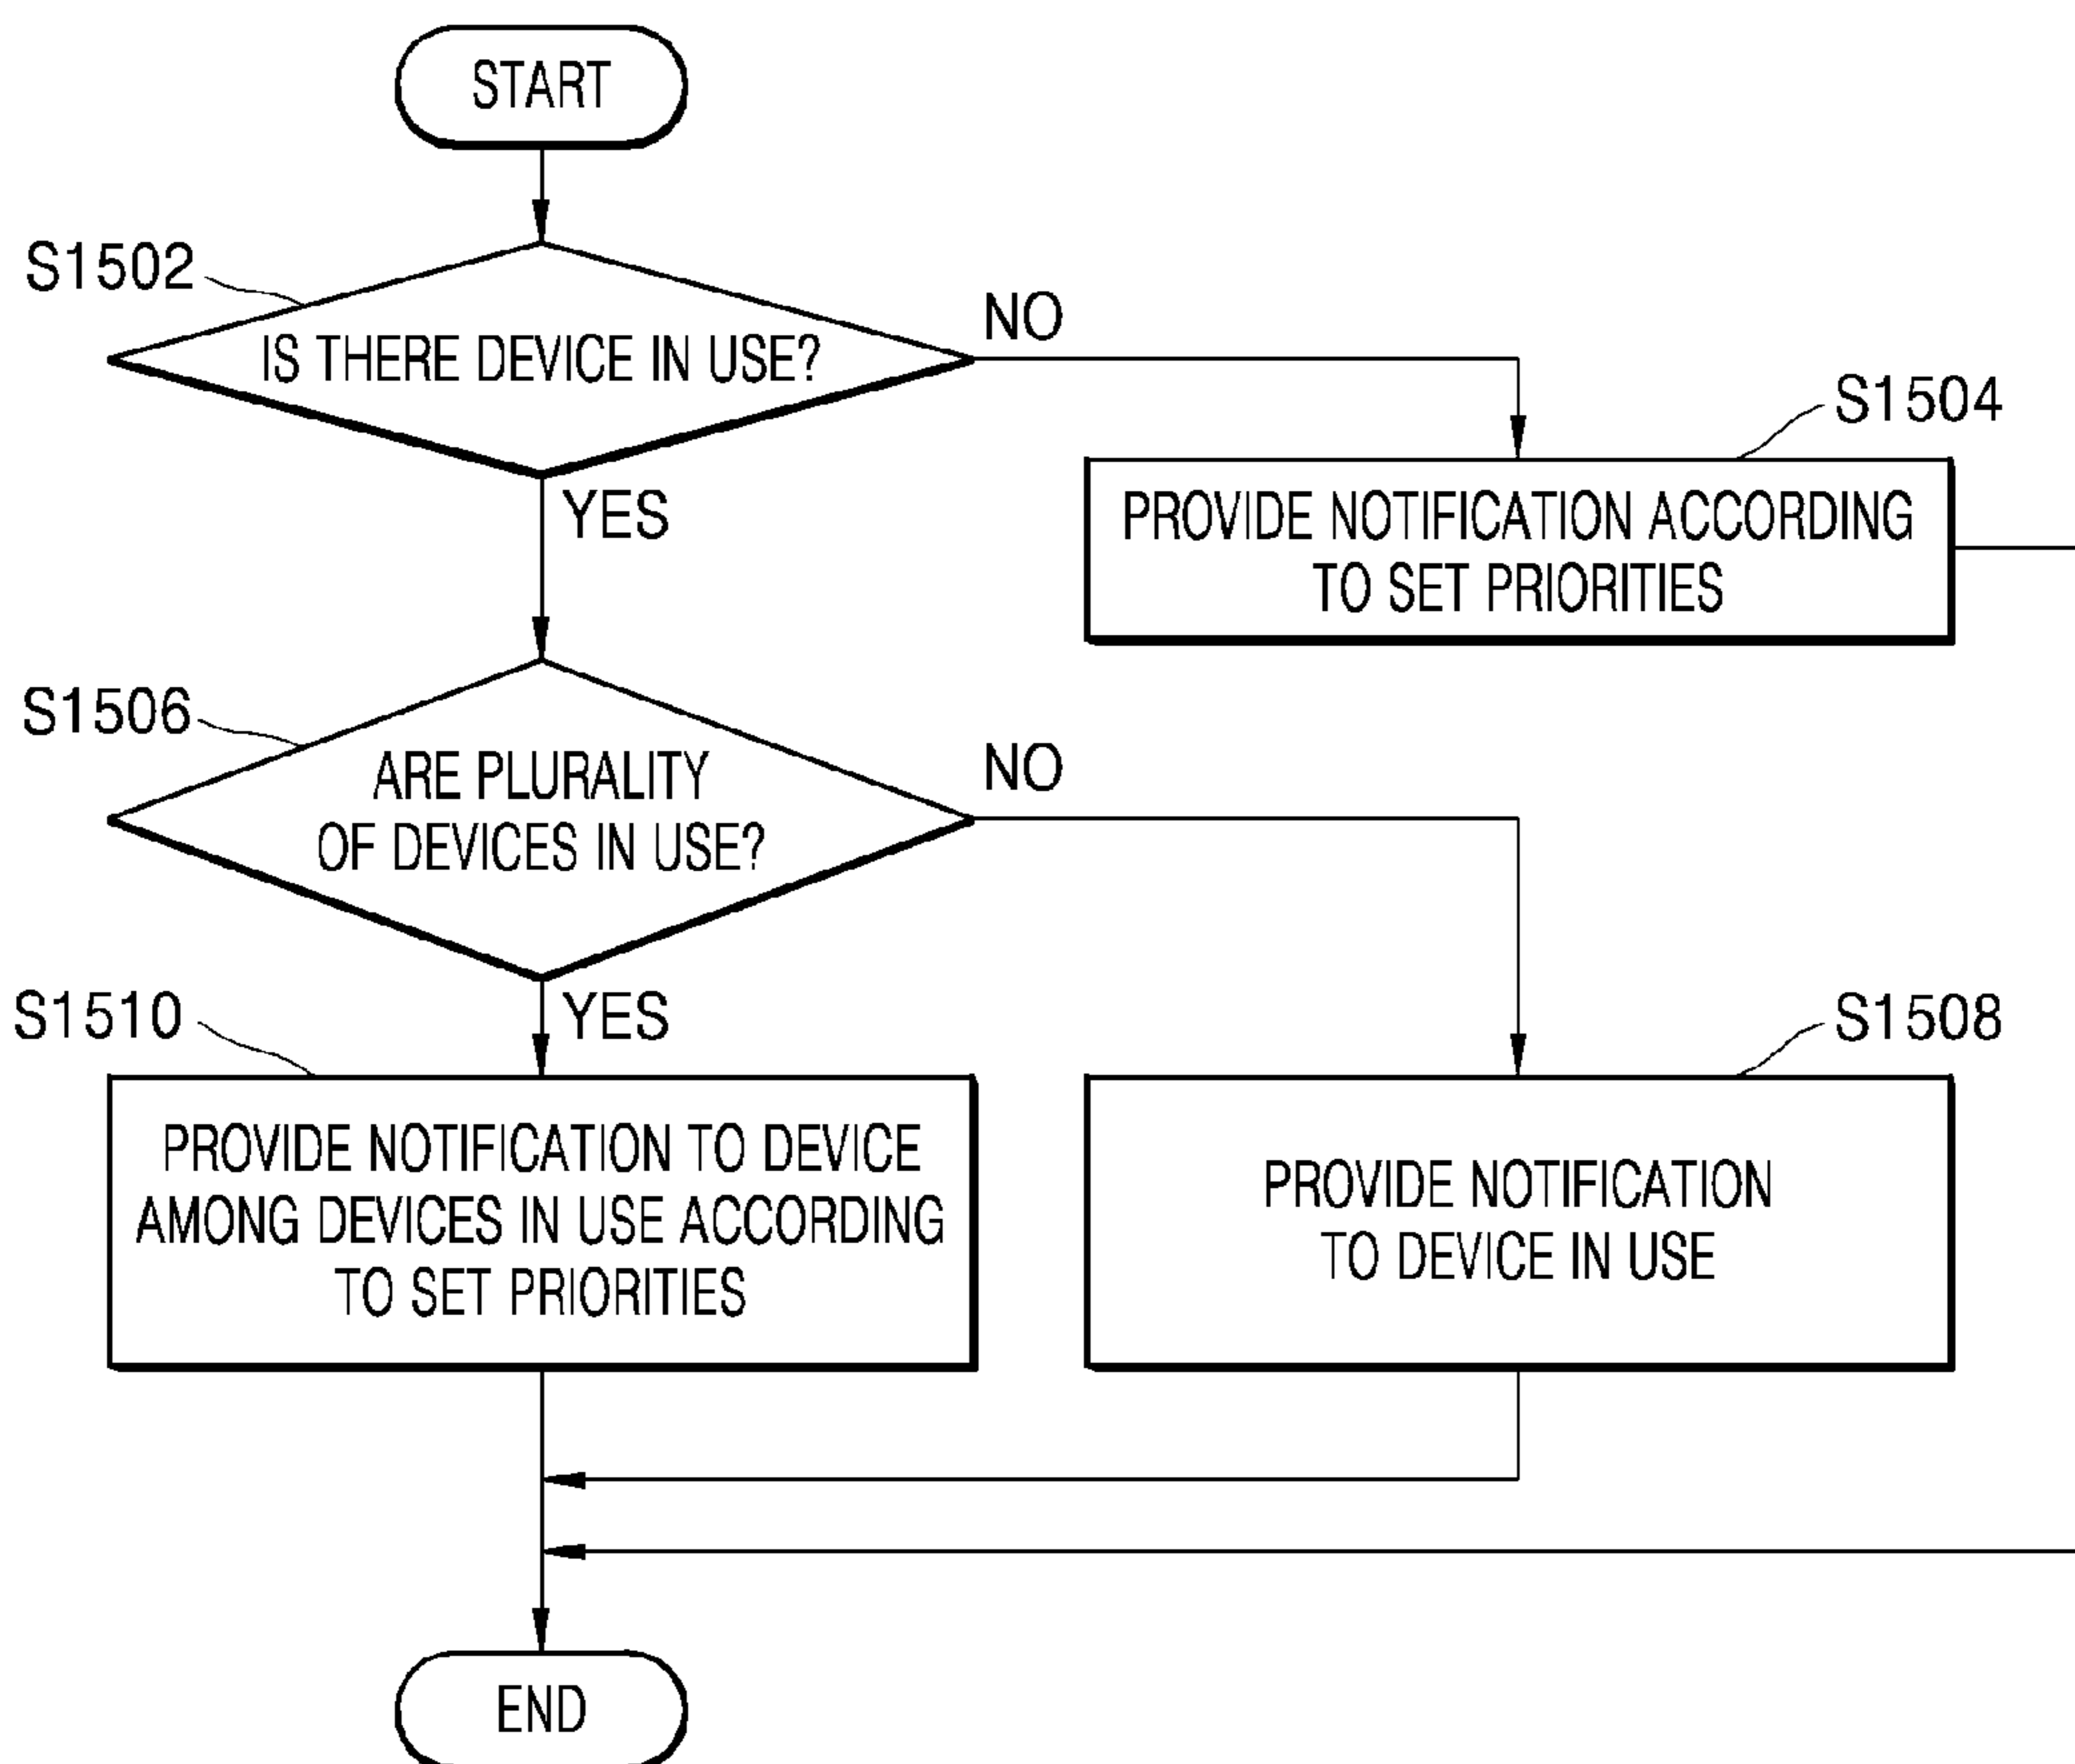 START
S1502
IS THERE DEVICE IN USE?
NO
S1504
PROVIDE NOTIFICATION ACCORDING
TO SET PRIORITIES
YES
S1506
ARE PLURALITY
OF DEVICES IN USE?
NO
YES
S1510
PROVIDE NOTIFICATION TO DEVICE
AMONG DEVICES IN USE ACCORDING
TO SET PRIORITIES
S1508
PROVIDE NOTIFICATION
TO DEVICE IN USE
END